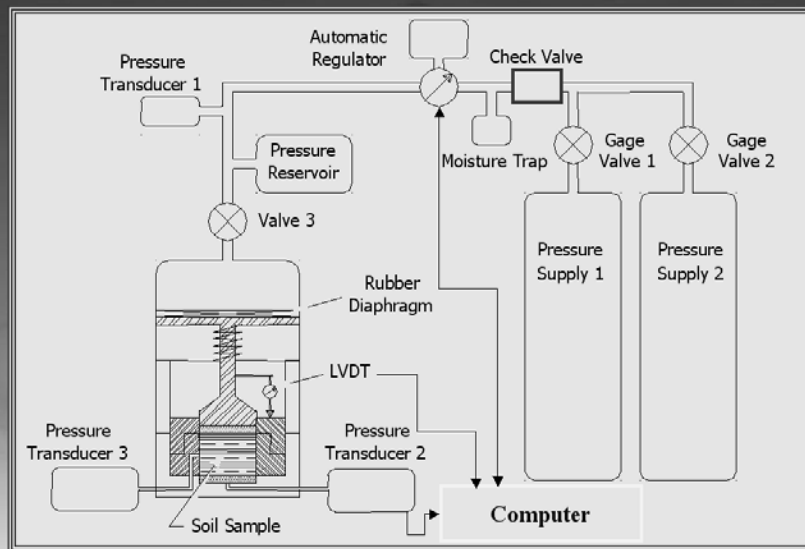 Automatic
Regulator
Check Valve
Pressure
Transducer 1
Pressure
Reservoir
Moisture Trap
Gage
Valve 1
Gage
Valve 2
Valve 3
Pressure
Supply 1
Pressure
Supply 2
Rubber
Diaphragm
LVDT
Pressure
Transducer 3
Pressure
Transducer 2
Soil Sample
Computer